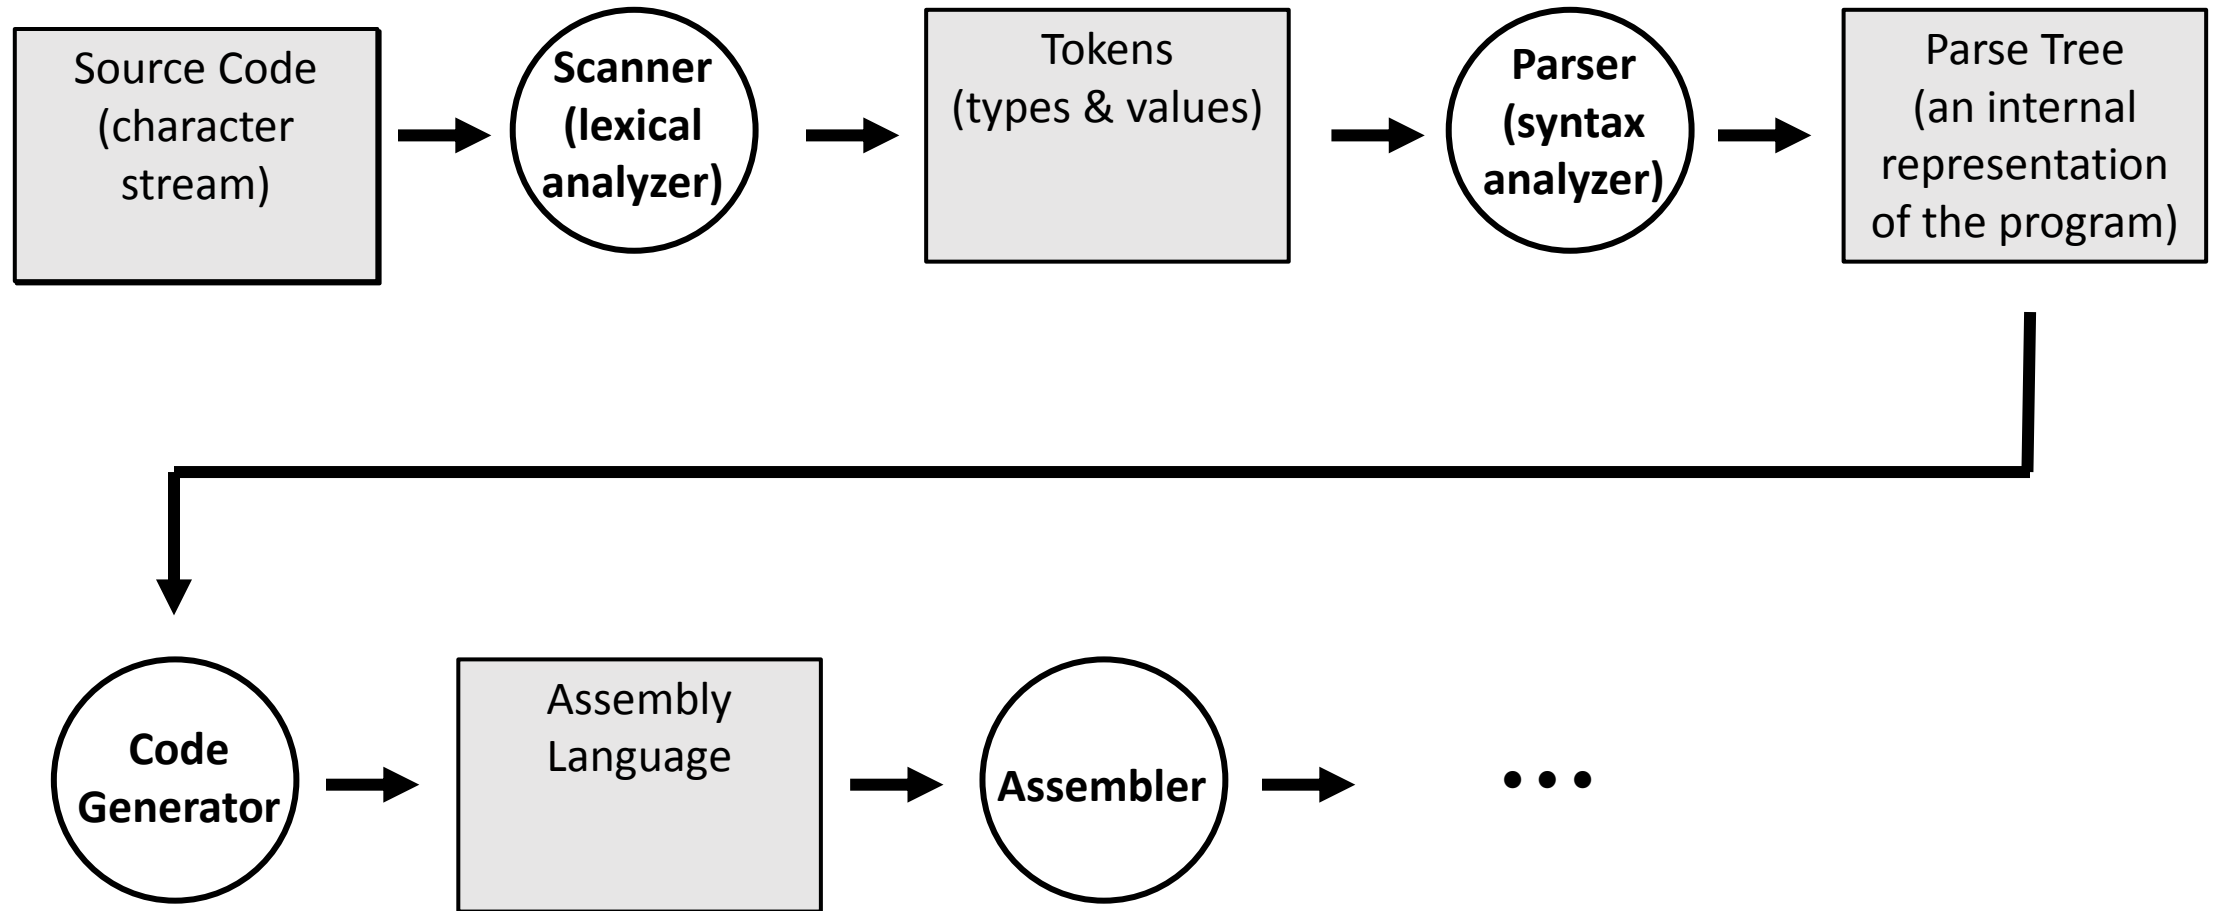 Source Code
(character
stream)
Scanner
(lexical
analyzer)
Tokens
(types & values)
Parser
(syntax
analyzer)
Parse Tree
(an internal
representation
of the program)
Code
Generator
Assembly
Language
Assembler
•••